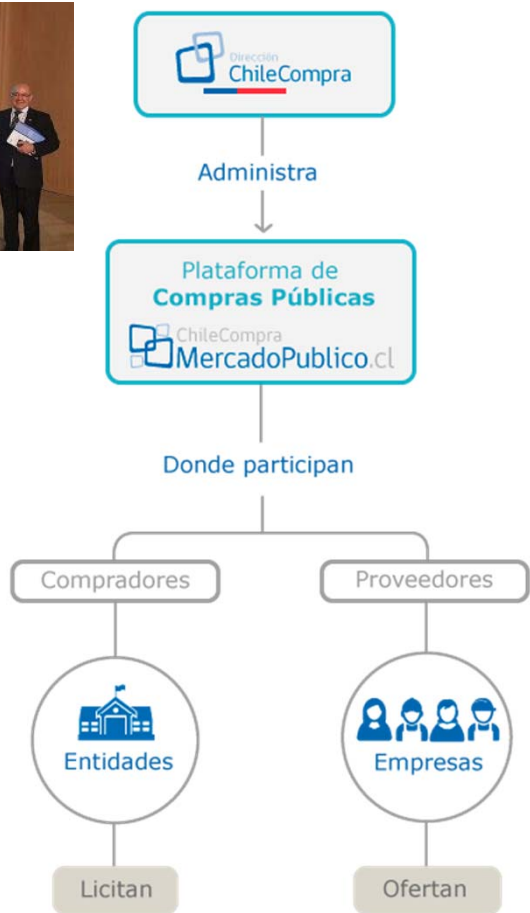 Dirección
ChileCompra
Administra
Plataforma de
Compras Públicas
ChileCompra
MercadoPublico.cl
Donde participan
Compradores
Proveedores
Entidades
Empresas
Licitan
Ofertan